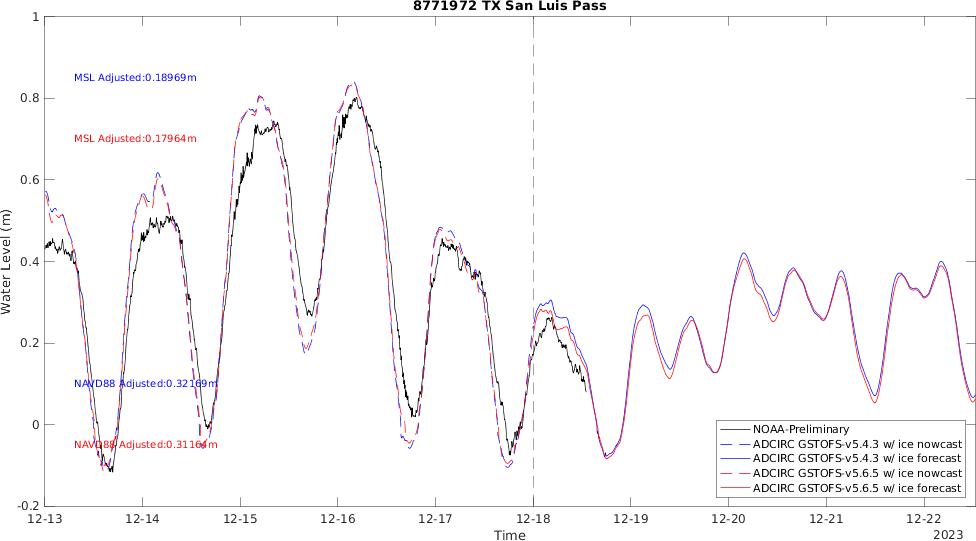 8771972 TX San Luis Pass
1
0.8
0.6
0.4
0.2
0
-0.2
Water Level (m)
MSL Adjusted:0.18969m
MSL Adjusted:0.17964m
NAVD88 Adjusted:0.32169m
NAVD88 Adjusted:0.31164m
NOAA-Preliminary
ADCIRC GSTOFS-v5.4.3 w/ ice nowcast
ADCIRC GSTOFS-v5.4.3 w/ ice forecast
ADCIRC GSTOFS-v5.6.5 w/ ice nowcast
ADCIRC GSTOFS-v5.6.5 w/ ice forecast
12-13 12-14 12-15 12-16 12-17 12-18 12-19 12-20 12-21 12-22
Time
2023